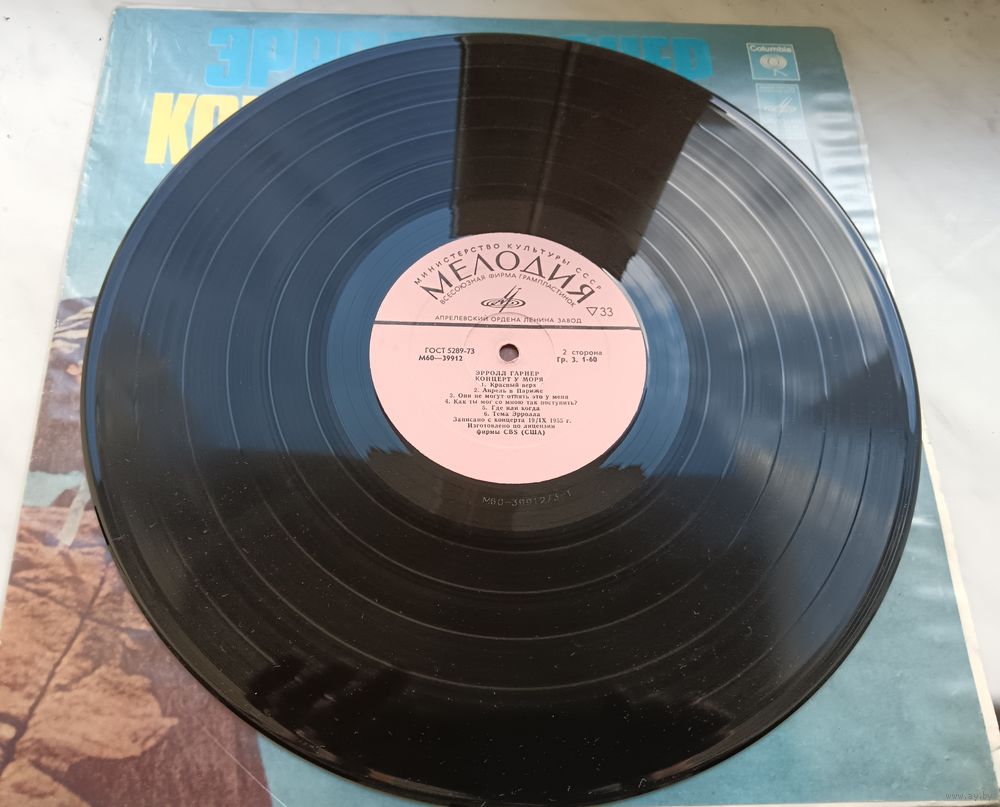 Columbia
МИНИСТЕРСТВО КУЛЬТУРЫ СССР
МЕЛОДИЯ
ВСЕСОЮЗНАЯ ФИРМА ГРАМПЛАСТИНОК
▽33
АПРЕЛЕВСКИЙ ОРДЕНА ЛЕНИНА ЗАВОД
ГОСТ 5289-73
М60—39912
2 сторона
Гр. 3. 1-60
ЭРРОЛЛ ГАРНЕР
КОНЦЕРТ У МОРЯ
1. Красный верх
2. Апрель в Париже
3. Они не могут отнять это у меня
4. Как ты мог со мною так поступить?
5. Где или когда
6. Тема Эрролла
Записано с концерта 19/IX 1955 г.
Изготовлено по лицензии
фирмы CBS (США)
М60-39912/3-1
www.ay.by